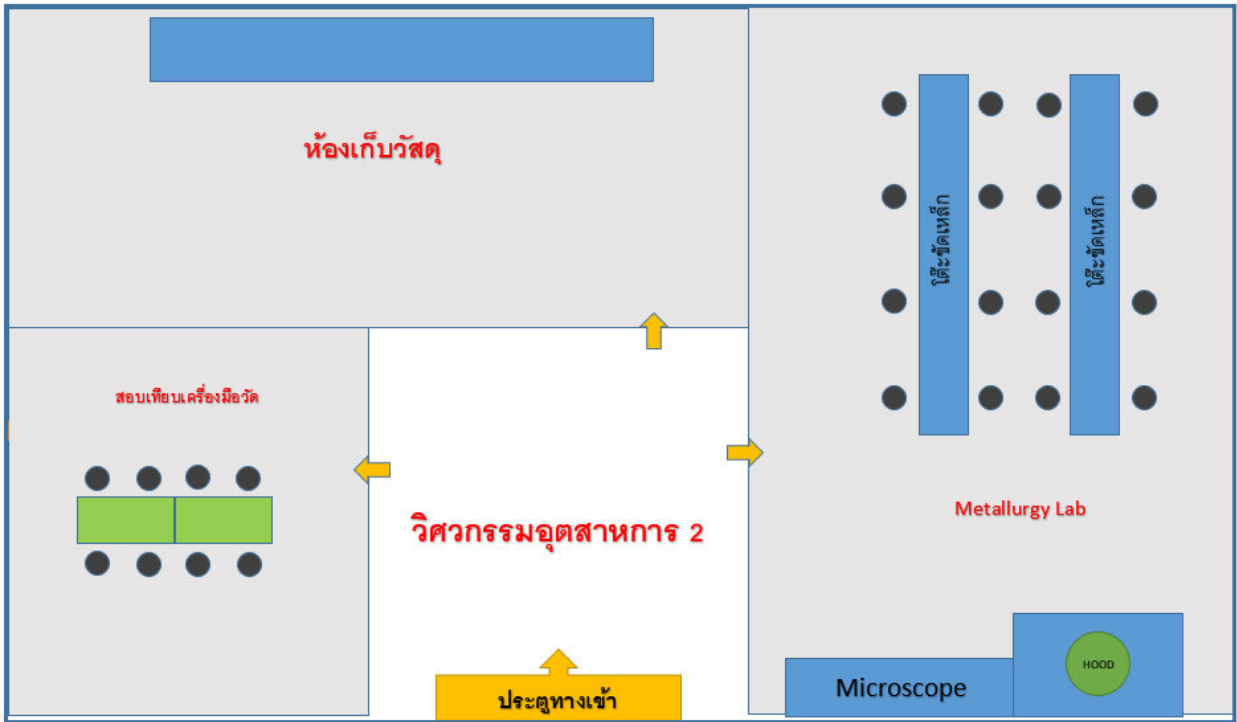 ห้องเก็บวัสดุ
โต๊ะขัดเหล็ก
โต๊ะขัดเหล็ก
สอบเทียบเครื่องมือวัด
วิศวกรรมอุตสาหการ 2
Metallurgy Lab
HOOD
Microscope
ประตูทางเข้า